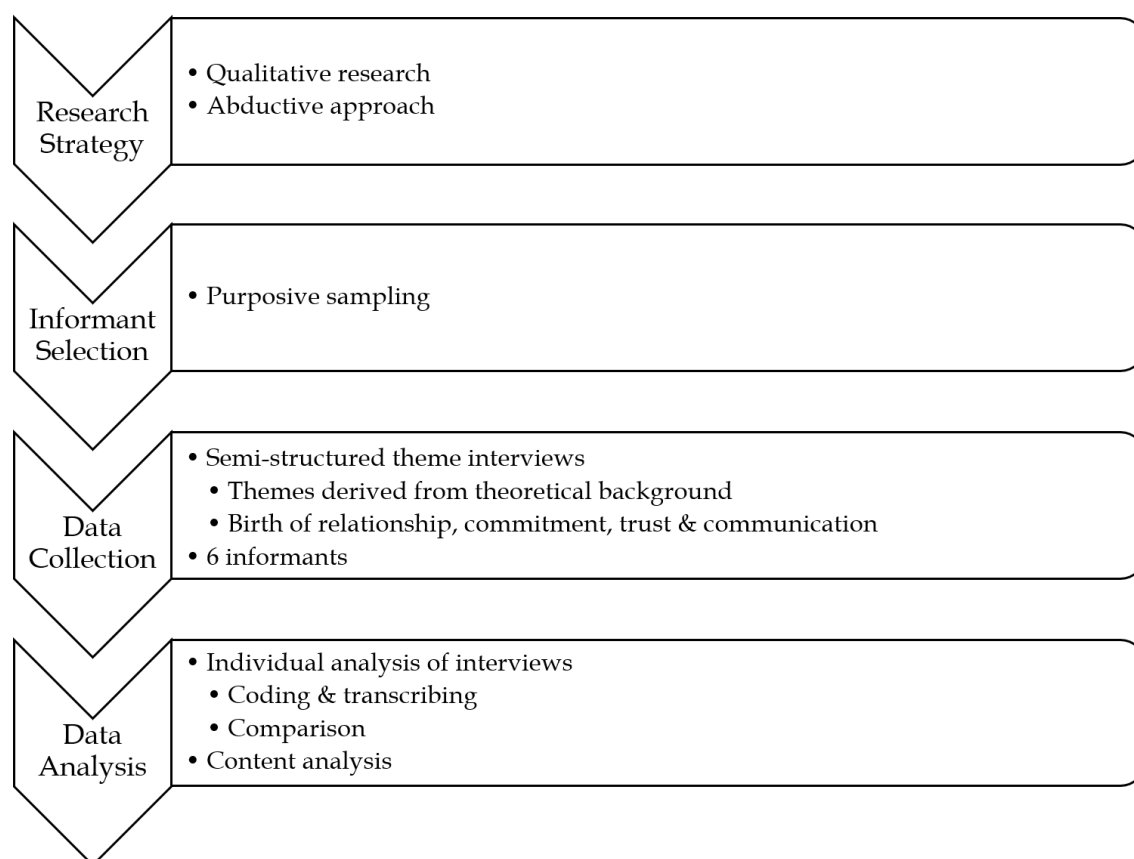 Research
Strategy
• Qualitative research
• Abductive approach
Informant
Selection
• Purposive sampling
Data
Collection
• Semi-structured theme interviews
• Themes derived from theoretical background
• Birth of relationship, commitment, trust & communication
• 6 informants
Data
Analysis
• Individual analysis of interviews
• Coding & transcribing
• Comparison
• Content analysis